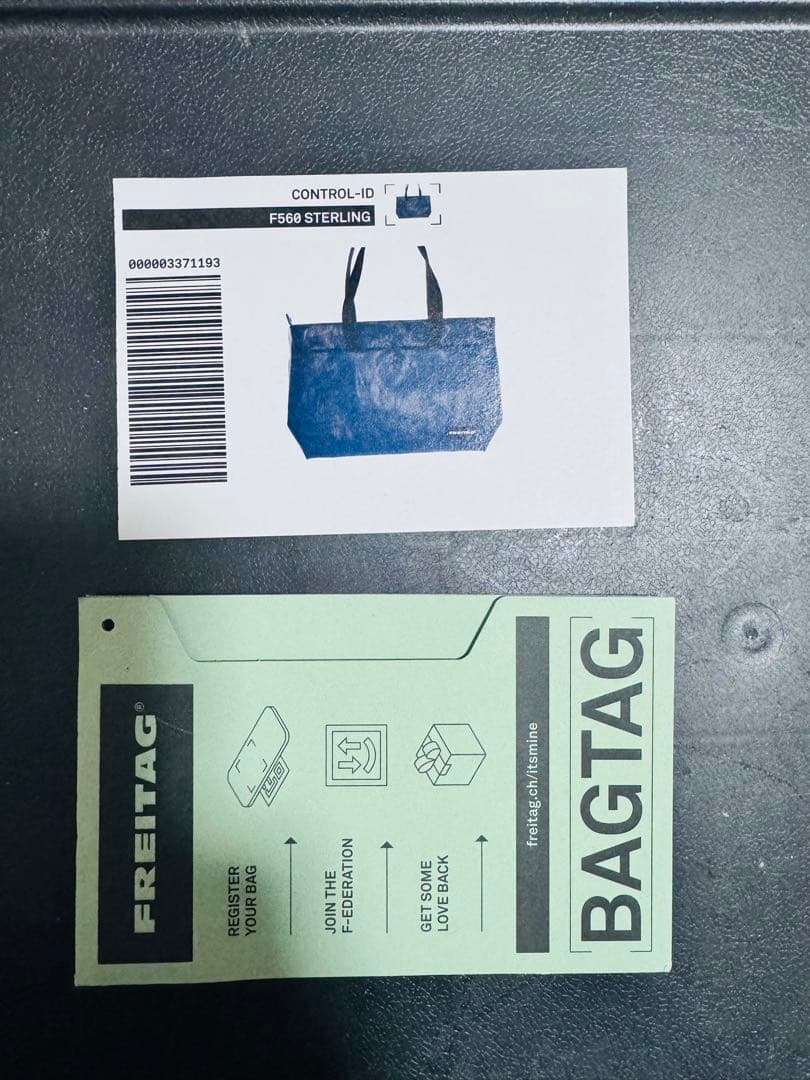 CONTROL-ID
F560 STERLING
000003371193
FREITAG®
REGISTER
YOUR BAG
JOIN THE
F-EDERATION
GET SOME
LOVE BACK
freitag.ch/itsmine
BAGTAG